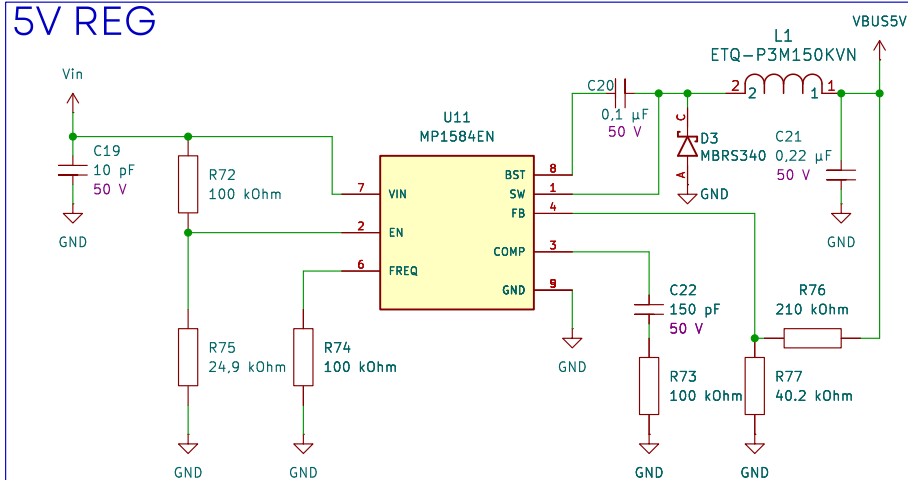 5V REG
VBUS5V
L1
ETQ-P3M150KVN
2
2
1
1
Vin
C20
0,1 µF
50 V
U11
MP1584EN
C19
10 pF
50 V
GND
R72
100 kOhm
C
D3
MBRS340
A
GND
C21
0,22 µF
50 V
GND
7
VIN
BST
8
SW
1
FB
4
2
EN
6
FREQ
COMP
3
GND
9
C22
150 pF
50 V
R76
210 kOhm
R75
24,9 kOhm
R74
100 kOhm
GND
R73
100 kOhm
R77
40.2 kOhm
GND
GND
GND
GND